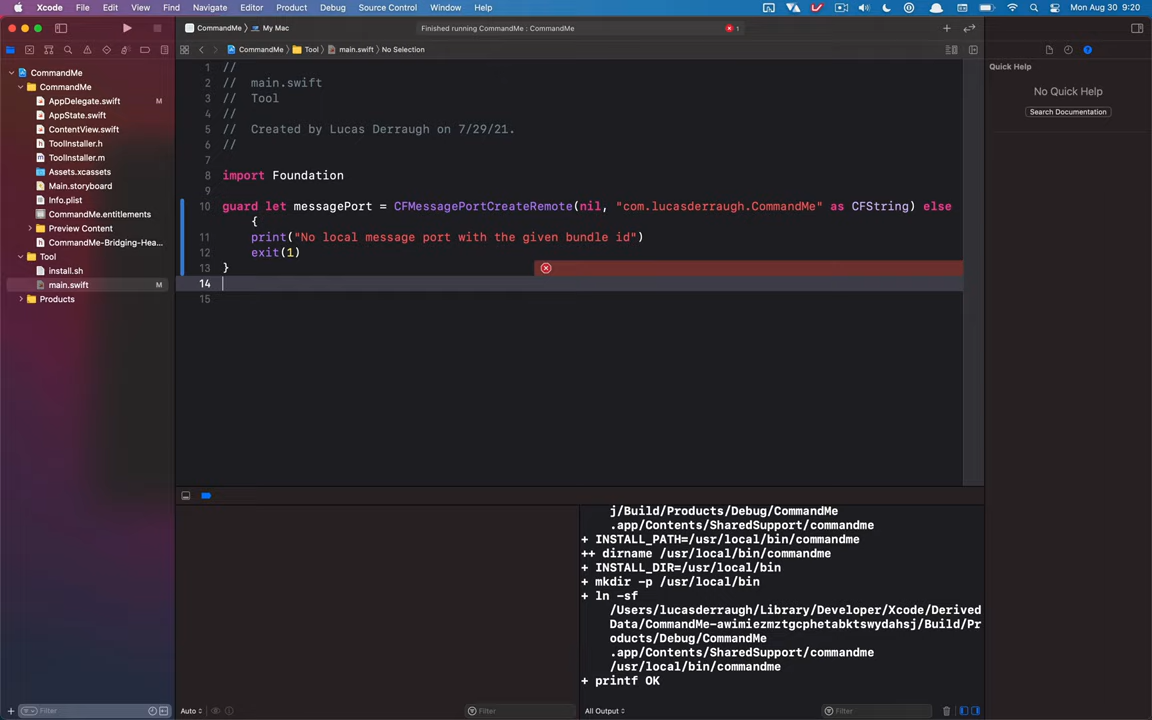 Xcode File Edit View Find Navigate Editor Product Debug Source Control Window Help Mon Aug 30 9:20
CommandMe My Mac Finished running CommandMe : CommandMe 1
CommandMe Tool main.swift No Selection
Quick Help
No Quick Help
Search Documentation
CommandMe
CommandMe
AppDelegate.swift M
AppState.swift
ContentView.swift
ToolInstaller.h
ToolInstaller.m
Assets.xcassets
Main.storyboard
Info.plist
CommandMe.entitlements
Preview Content
CommandMe-Bridging-Hea...
Tool
install.sh
main.swift M
Products
1 //
2 // main.swift
3 // Tool
4 //
5 // Created by Lucas Derraugh on 7/29/21.
6 //
7
8 import Foundation
9
10 guard let messagePort = CFMessagePortCreateRemote(nil, "com.lucasderraugh.CommandMe" as CFString) else
{
11 print("No local message port with the given bundle id")
12 exit(1)
13 }
14
15
j/Build/Products/Debug/CommandMe
.app/Contents/SharedSupport/commandme
+ INSTALL_PATH=/usr/local/bin/commandme
++ dirname /usr/local/bin/commandme
+ INSTALL_DIR=/usr/local/bin
+ mkdir -p /usr/local/bin
+ ln -sf
/Users/lucasderraugh/Library/Developer/Xcode/Derived
Data/CommandMe-awimiezmztgcphetabktswydahsj/Build/Pr
oducts/Debug/CommandMe
.app/Contents/SharedSupport/commandme
/usr/local/bin/commandme
+ printf OK
Filter Auto Filter All Output Filter